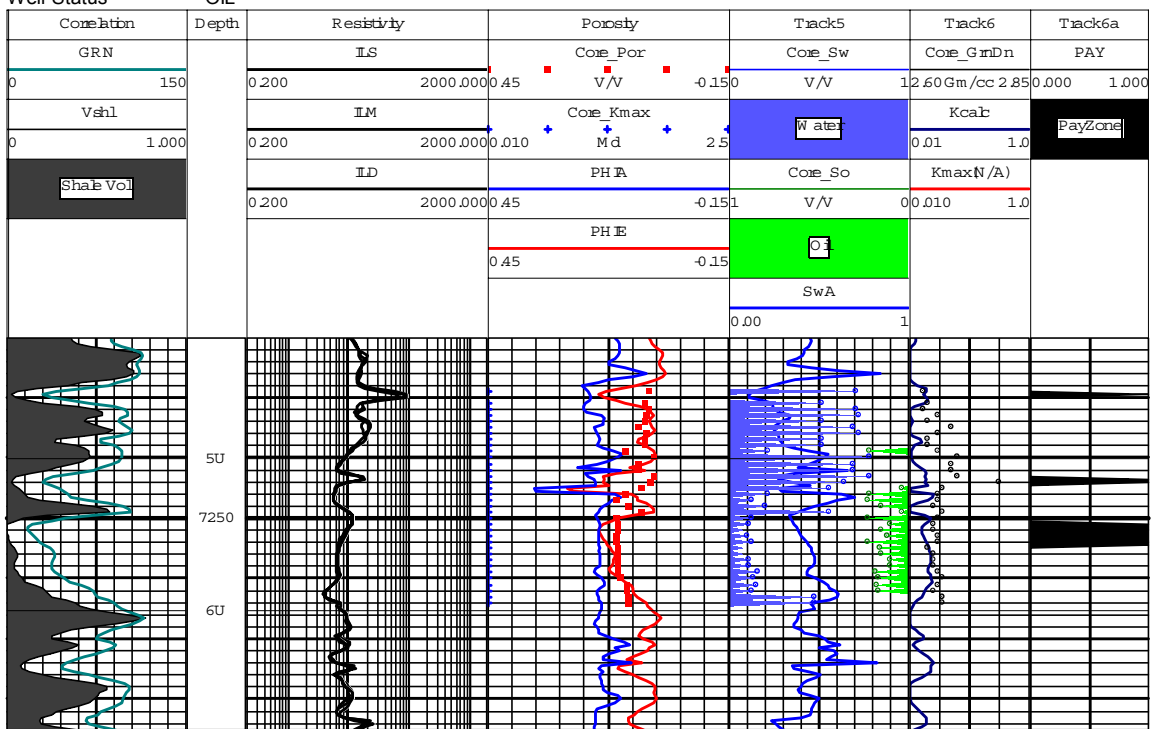 Well Status OIL
Correlation Depth Resistivity Porosity Track5 Track6 Track6a
GRN ILS Core_Por Core_Sw Core_GrnDn PAY
0 150 0.200 2000.000 0.45 V/V -0.15 0 V/V 1 2.60 Gm/cc 2.85 0.000 1.000
Vshl ILM Core_Kmax Water Kcalc PayZone
0 1.000 0.200 2000.000 0.010 Md 2.5 0.01 1.0
Shale Vol ILD PHIA Core_So Kmax(N/A)
0.200 2000.000 0.45 -0.15 1 V/V 0 0.010 1.0
PHIE Oil
0.45 -0.15
SwA
0.00 1
5U
7250
6U